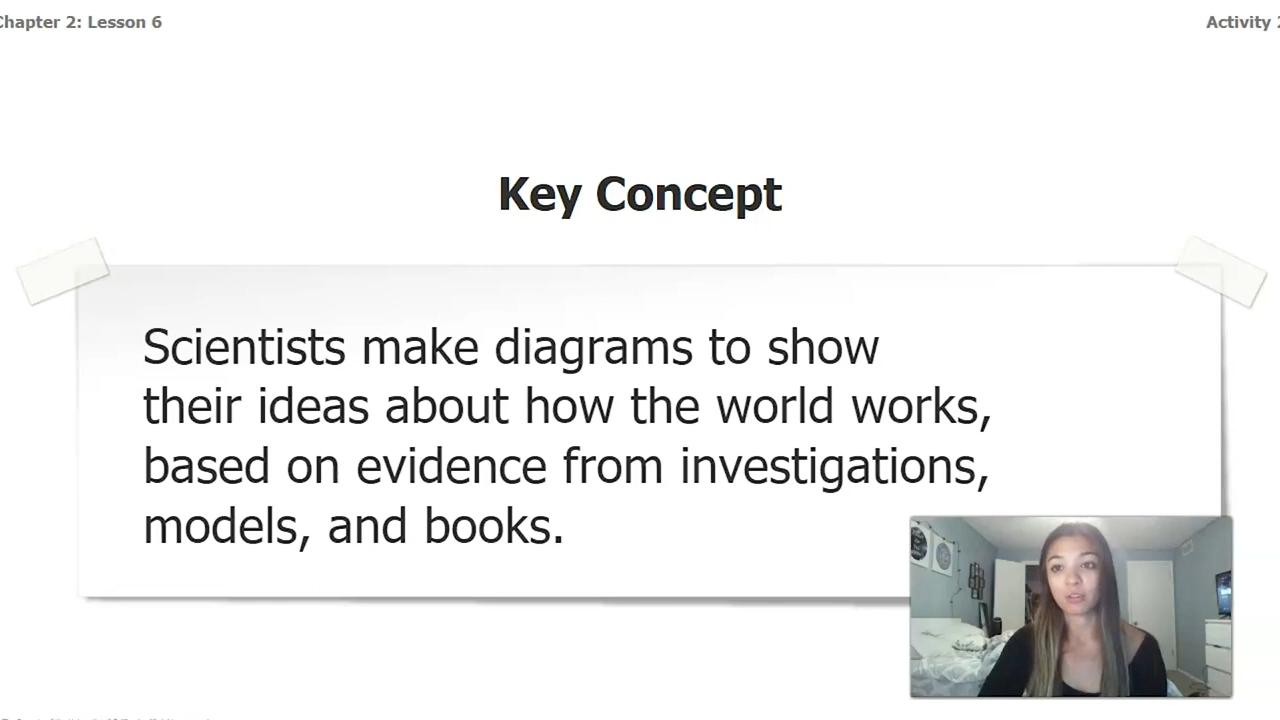 Chapter 2: Lesson 6
Activity 2
Key Concept
Scientists make diagrams to show
their ideas about how the world works,
based on evidence from investigations,
models, and books.